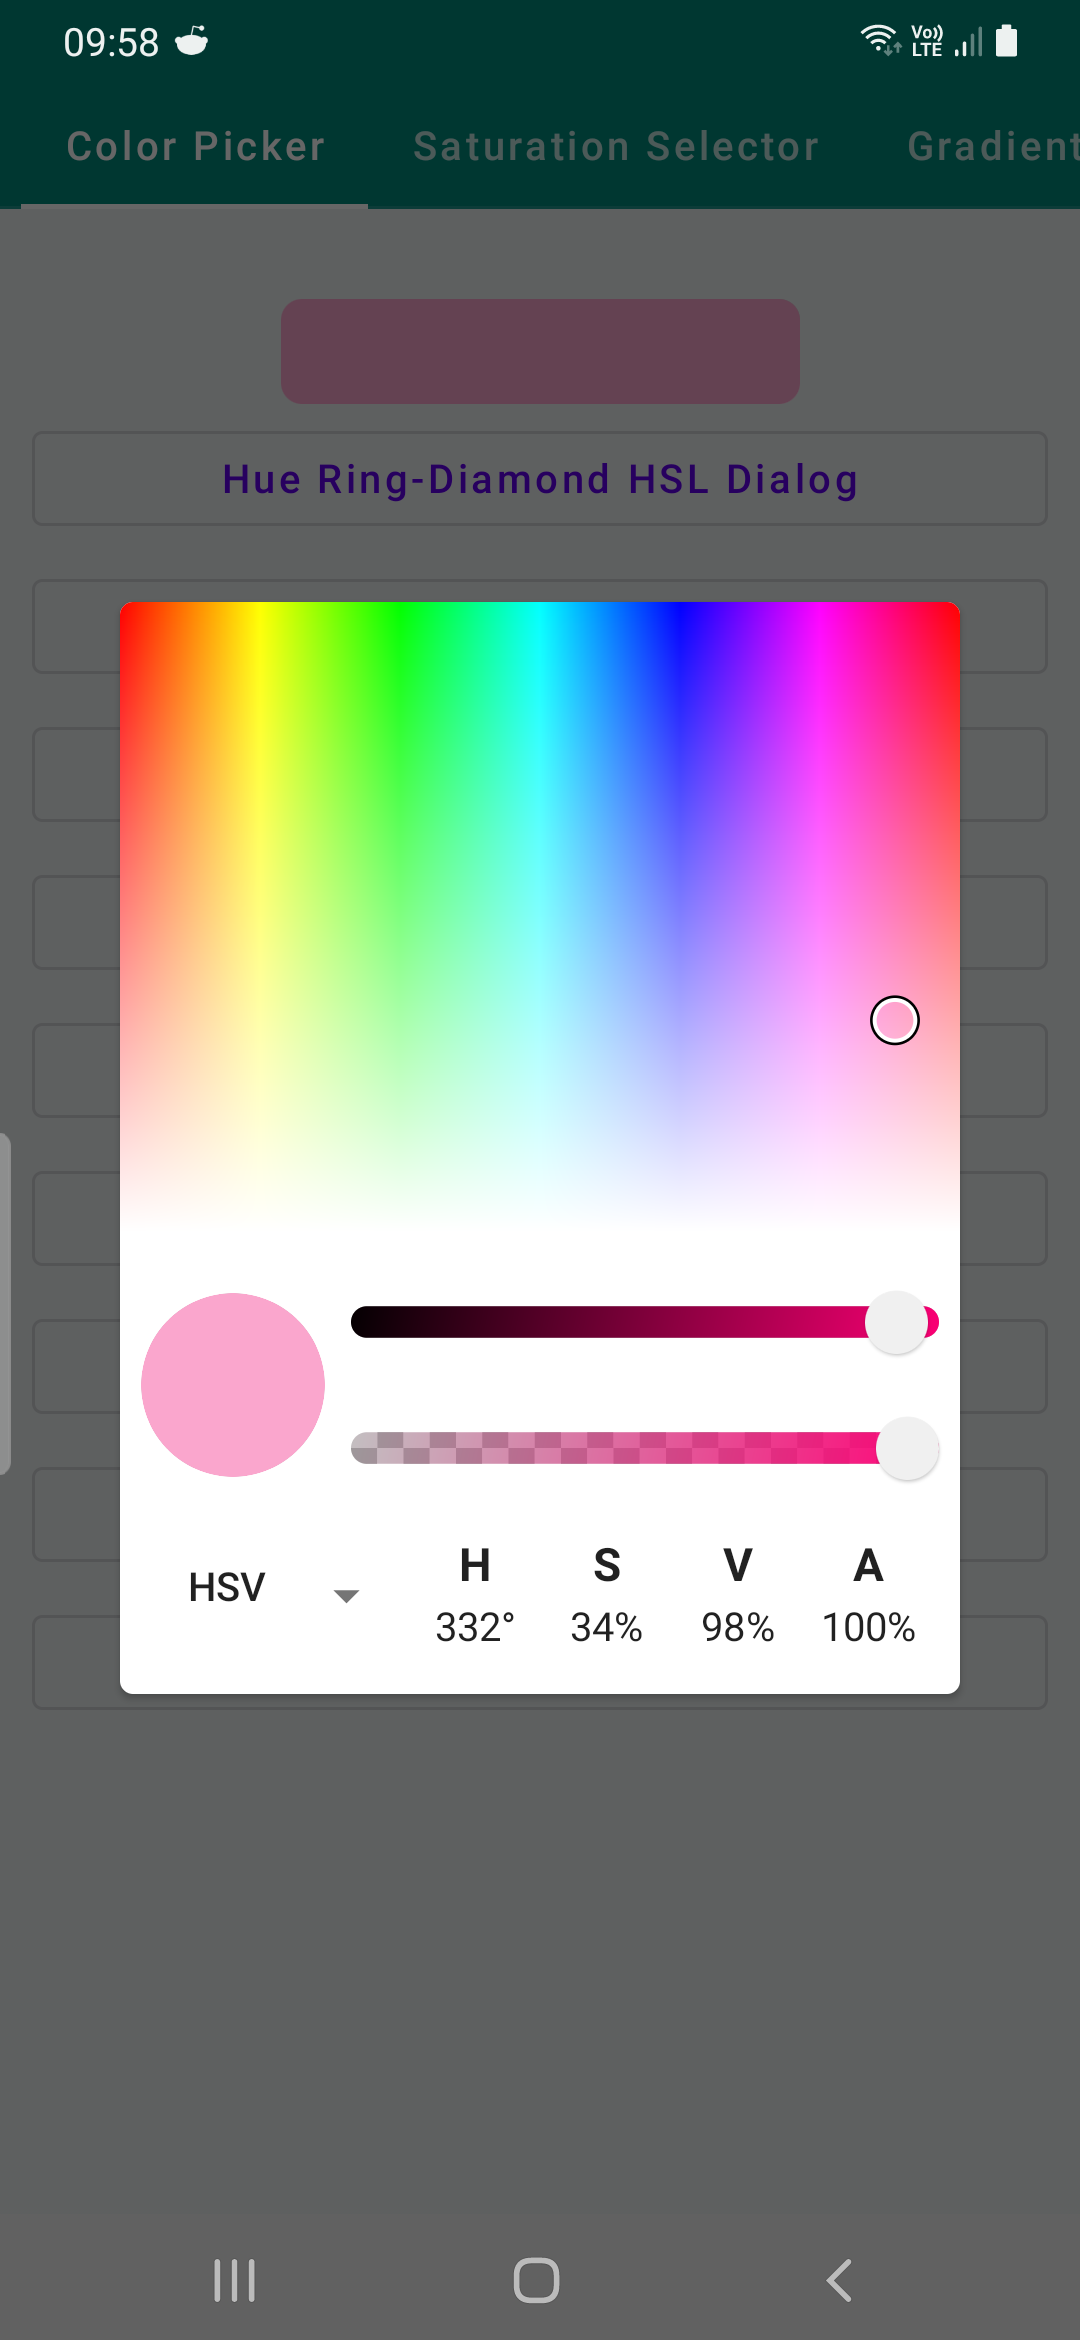 09:58
Vo))
LTE
Color Picker Saturation Selector Gradient
Hue Ring-Diamond HSL Dialog
H S V A
HSV
332° 34% 98% 100%